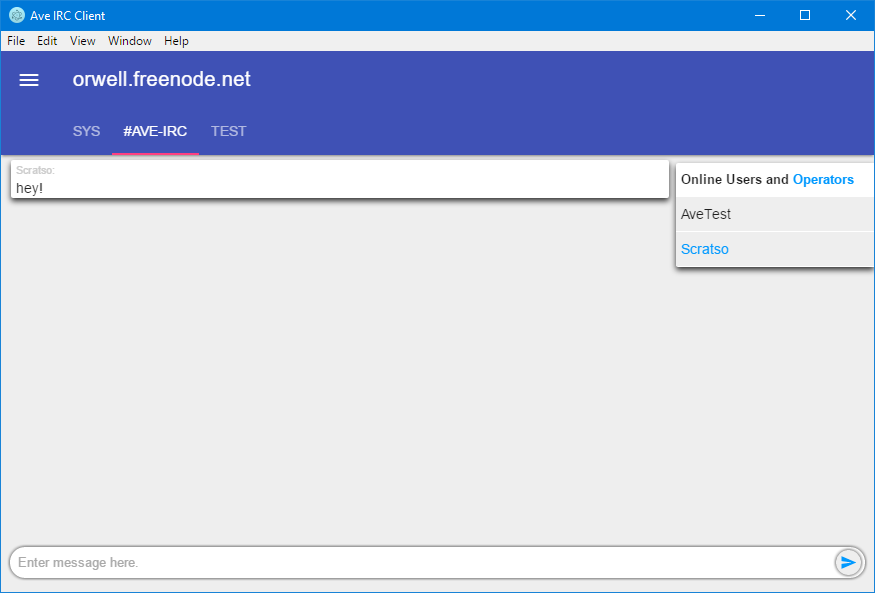 Ave IRC Client
File Edit View Window Help
orwell.freenode.net
SYS #AVE-IRC TEST
Scratso:
hey!
Online Users and Operators
AveTest
Scratso
Enter message here.